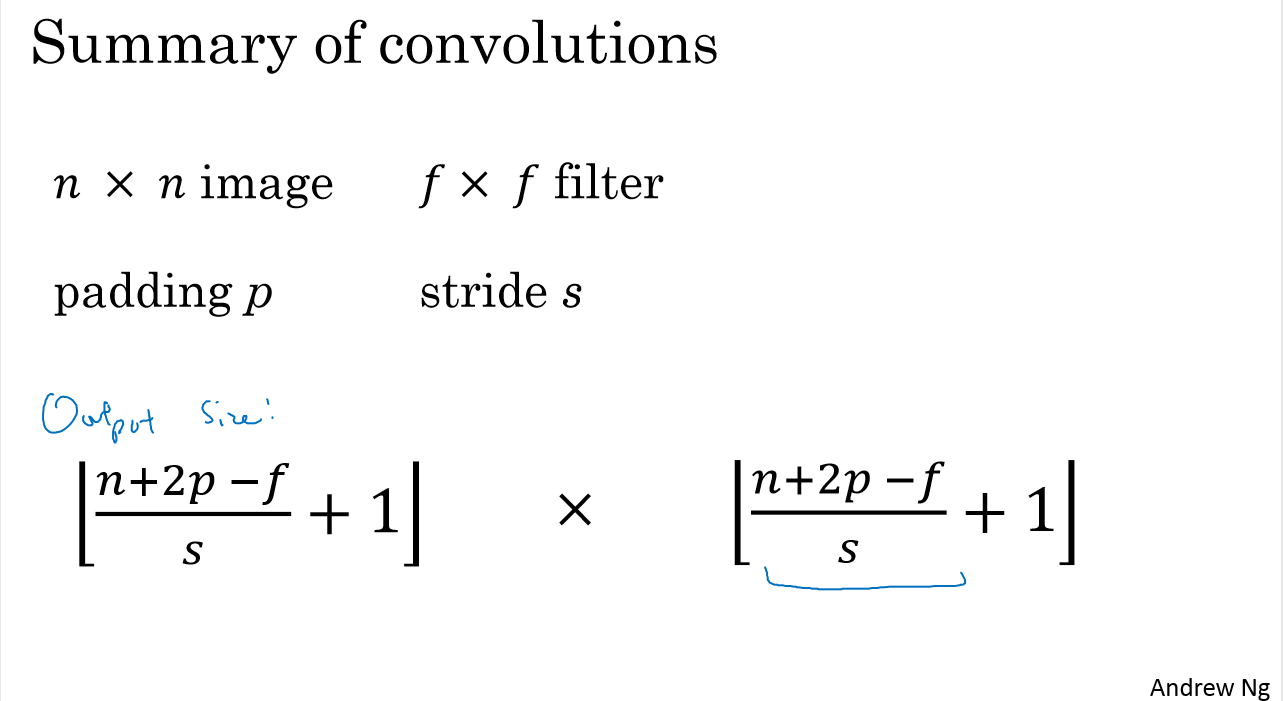 Summary of convolutions
n × n image    f × f filter
padding p    stride s
Output size:
⌊(n+2p −f)/s + 1⌋ × ⌊(n+2p −f)/s + 1⌋
Andrew Ng